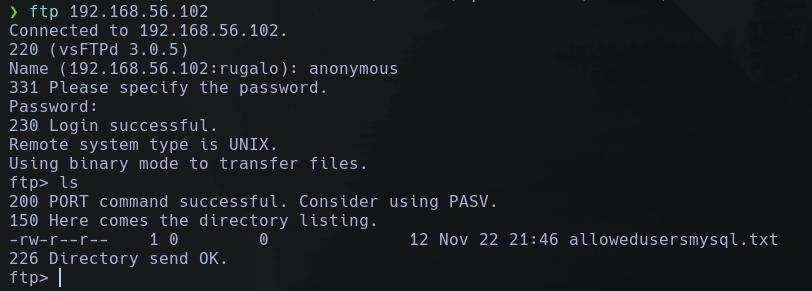 ❯ ftp 192.168.56.102
Connected to 192.168.56.102.
220 (vsFTPd 3.0.5)
Name (192.168.56.102:rugalo): anonymous
331 Please specify the password.
Password:
230 Login successful.
Remote system type is UNIX.
Using binary mode to transfer files.
ftp> ls
200 PORT command successful. Consider using PASV.
150 Here comes the directory listing.
-rw-r--r--    1 0        0              12 Nov 22 21:46 allowedusersmysql.txt
226 Directory send OK.
ftp>